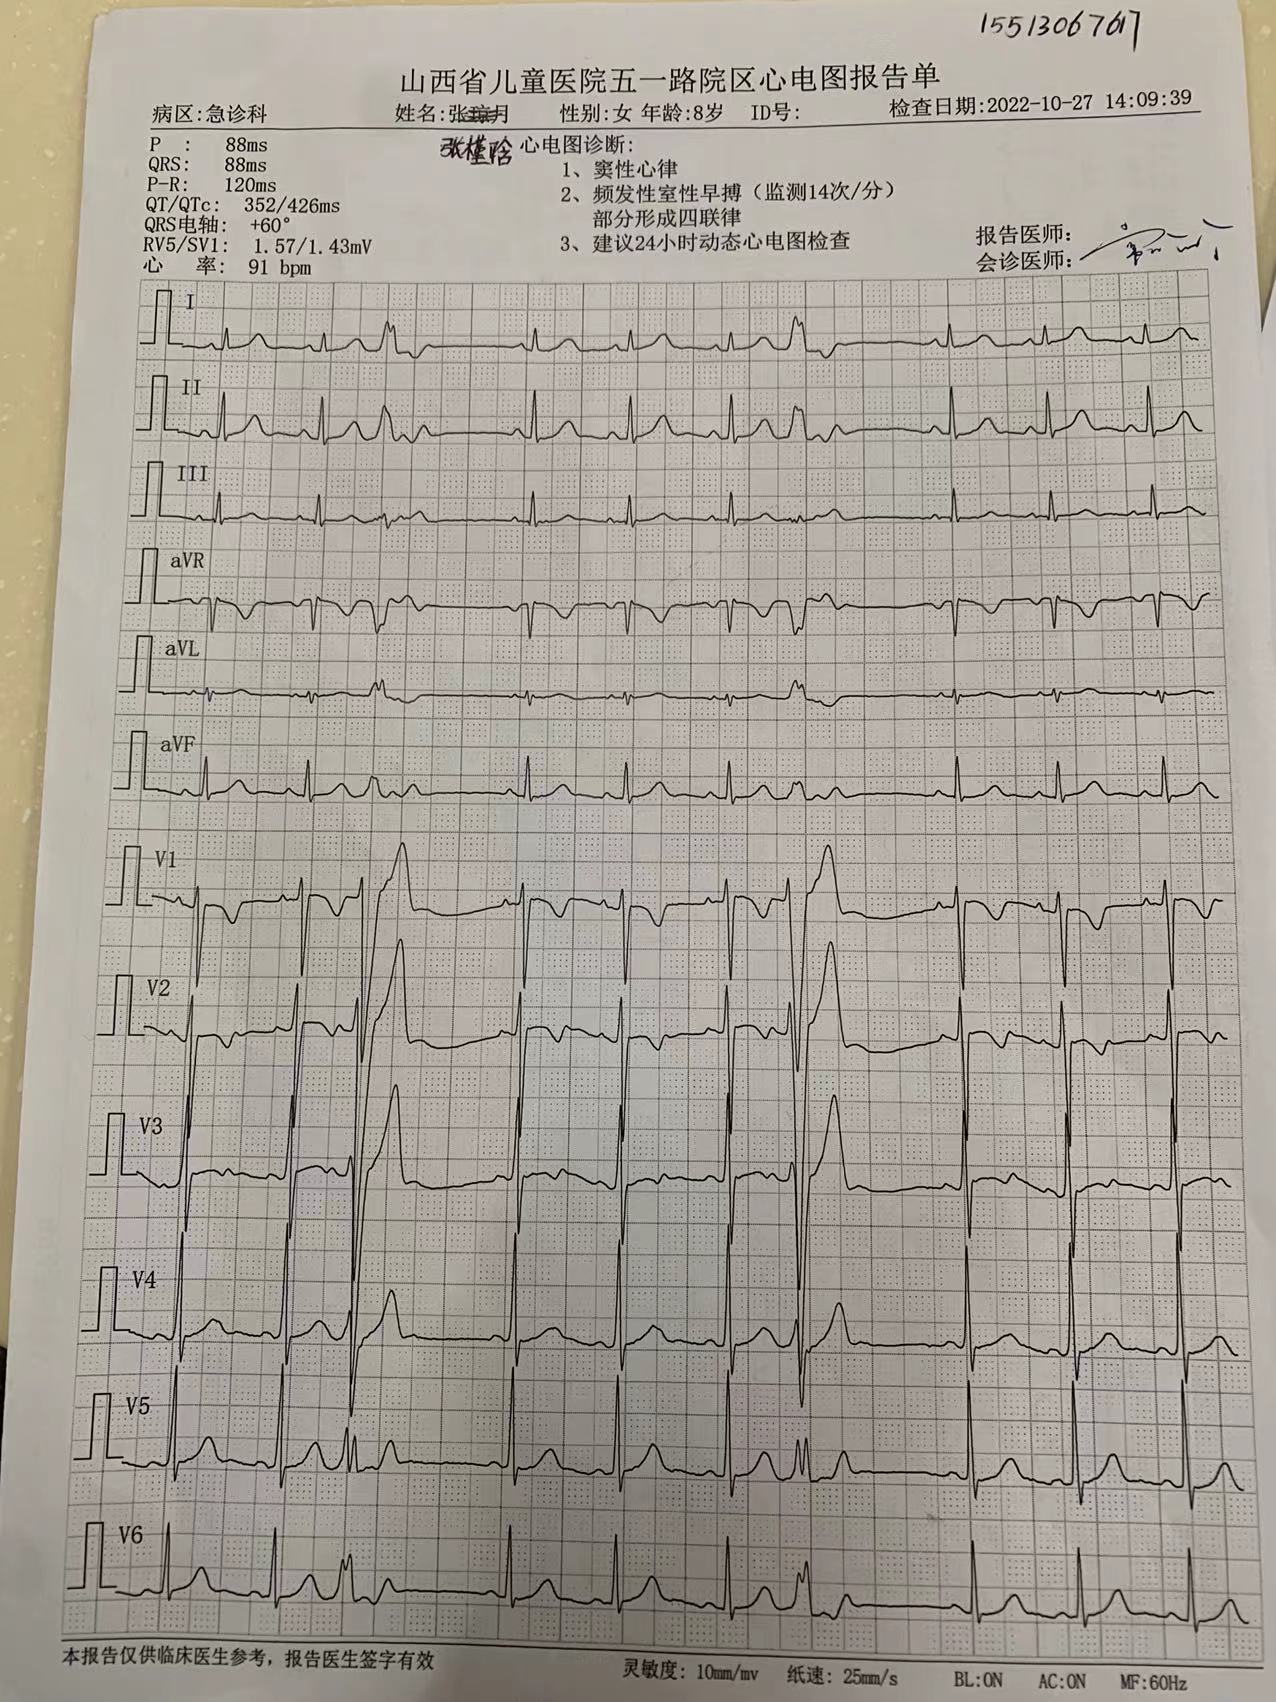 15513067617
山西省儿童医院五一路院区心电图报告单
病区:急诊科 姓名:张 月 性别:女 年龄:8岁 ID号: 检查日期:2022-10-27 14:09:39
张槿晗
P : 88ms
QRS: 88ms
P-R: 120ms
QT/QTc: 352/426ms
QRS电轴: +60°
RV5/SV1: 1.57/1.43mV
心 率: 91 bpm
心电图诊断:
1、窦性心律
2、频发性室性早搏（监测14次/分）
部分形成四联律
3、建议24小时动态心电图检查
报告医师:
会诊医师:
I
II
III
aVR
aVL
aVF
V1
V2
V3
V4
V5
V6
本报告仅供临床医生参考，报告医生签字有效
灵敏度: 10mm/mv 纸速: 25mm/s BL:ON AC:ON MF:60Hz